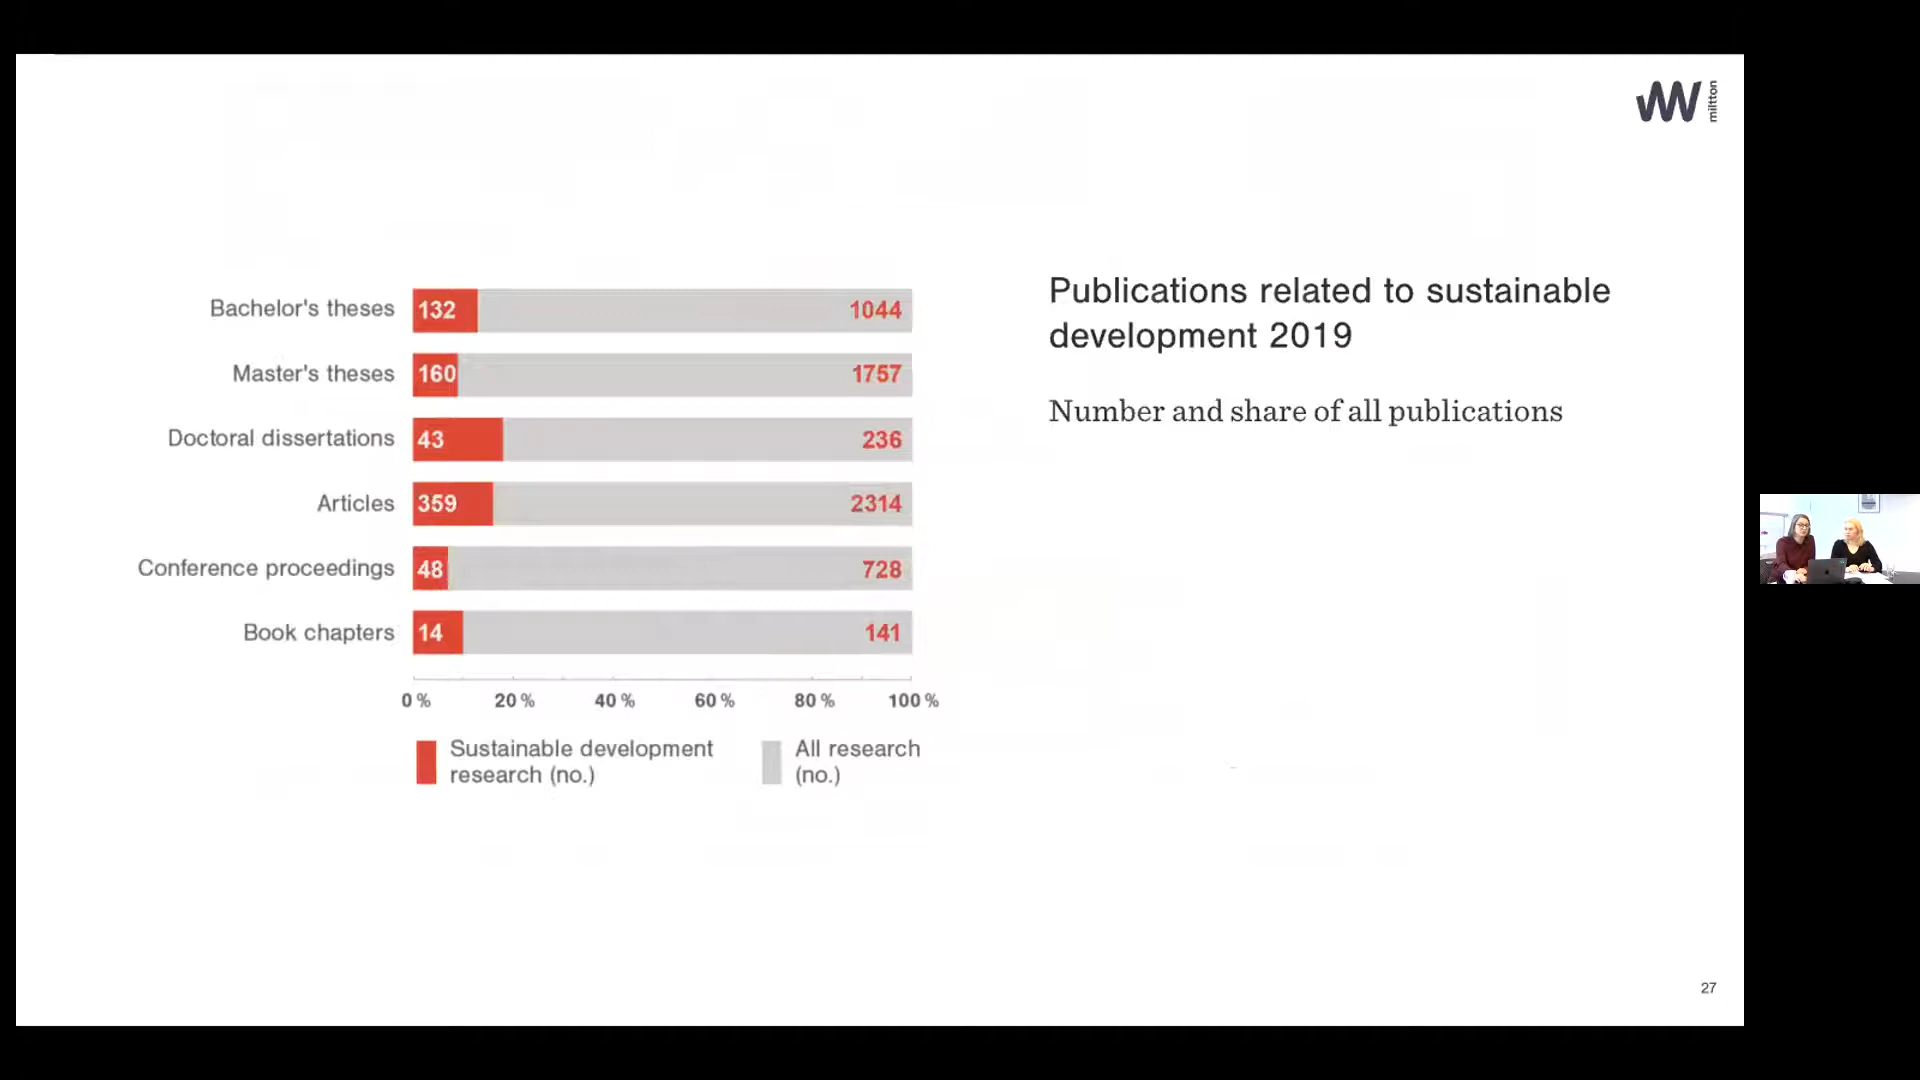 miltton
Publications related to sustainable
development 2019
Number and share of all publications
Bachelor's theses 132 1044
Master's theses 160 1757
Doctoral dissertations 43 236
Articles 359 2314
Conference proceedings 48 728
Book chapters 14 141
0 % 20 % 40 % 60 % 80 % 100 %
Sustainable development
research (no.)
All research
(no.)
27